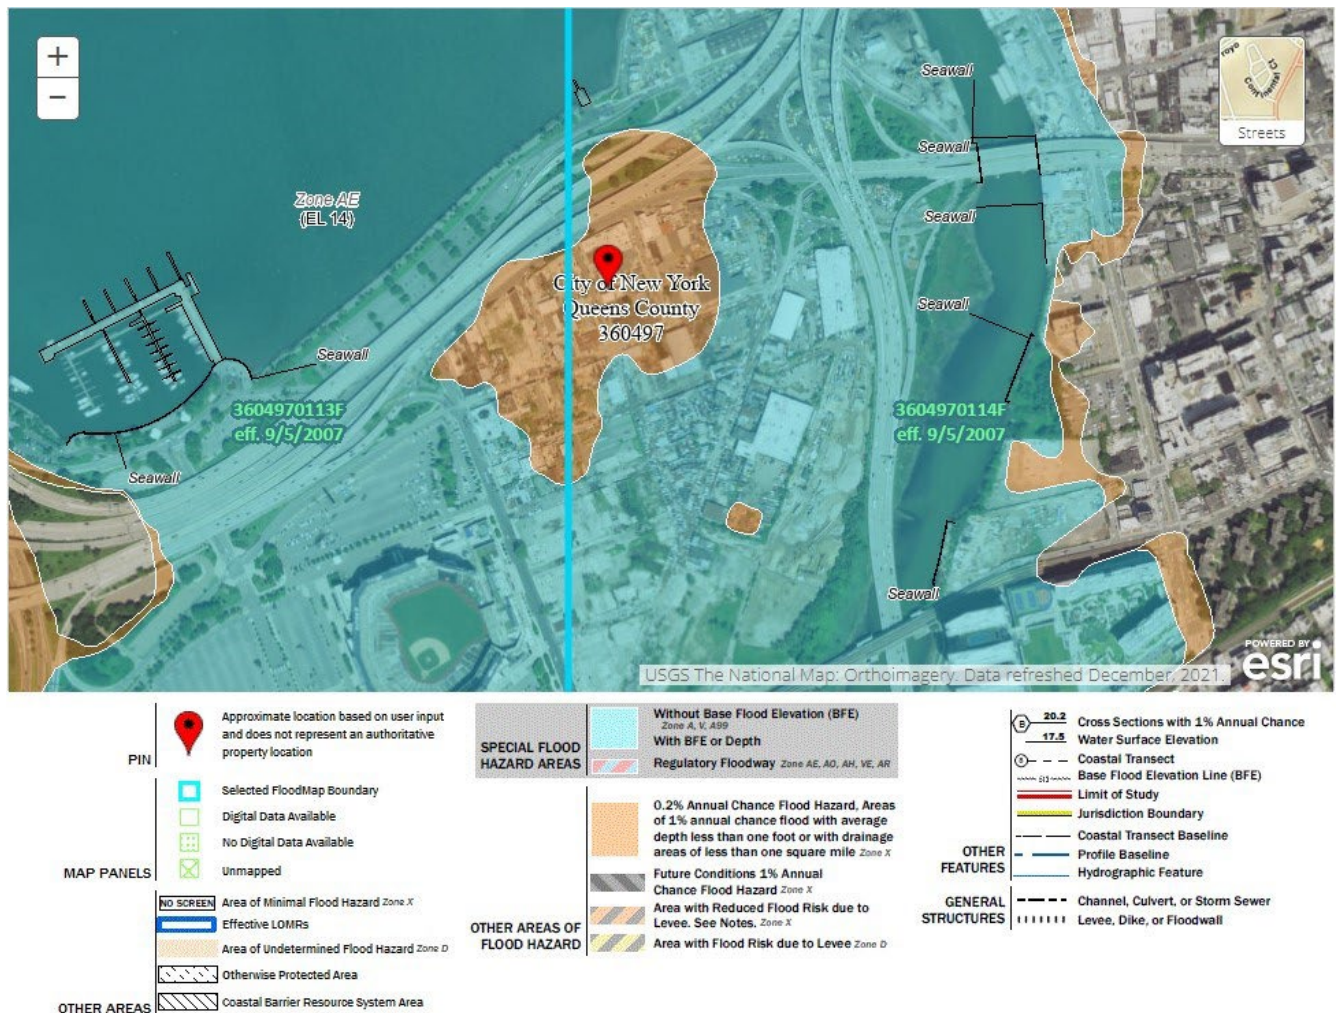 +
−
Seawall
Seawall
Seawall
Seawall
Seawall
Seawall
Seawall
Zone AE
(EL 14)
City of New York
Queens County
360497
3604970113F
eff. 9/5/2007
3604970114F
eff. 9/5/2007
royo
Continental Ct
Streets
USGS The National Map: Orthoimagery. Data refreshed December, 2021.
POWERED BY
esri
PIN
Approximate location based on user input
and does not represent an authoritative
property location
MAP PANELS
Selected FloodMap Boundary
Digital Data Available
No Digital Data Available
Unmapped
OTHER AREAS
NO SCREEN Area of Minimal Flood Hazard Zone X
Effective LOMRs
Area of Undetermined Flood Hazard Zone D
Otherwise Protected Area
Coastal Barrier Resource System Area
SPECIAL FLOOD
HAZARD AREAS
Without Base Flood Elevation (BFE)
Zone A, V, A99
With BFE or Depth
Regulatory Floodway Zone AE, AO, AH, VE, AR
OTHER AREAS OF
FLOOD HAZARD
0.2% Annual Chance Flood Hazard, Areas
of 1% annual chance flood with average
depth less than one foot or with drainage
areas of less than one square mile Zone X
Future Conditions 1% Annual
Chance Flood Hazard Zone X
Area with Reduced Flood Risk due to
Levee. See Notes. Zone X
Area with Flood Risk due to Levee Zone D
OTHER
FEATURES
B 20.2 Cross Sections with 1% Annual Chance
17.5 Water Surface Elevation
8 Coastal Transect
513 Base Flood Elevation Line (BFE)
Limit of Study
Jurisdiction Boundary
Coastal Transect Baseline
Profile Baseline
Hydrographic Feature
GENERAL
STRUCTURES
Channel, Culvert, or Storm Sewer
Levee, Dike, or Floodwall